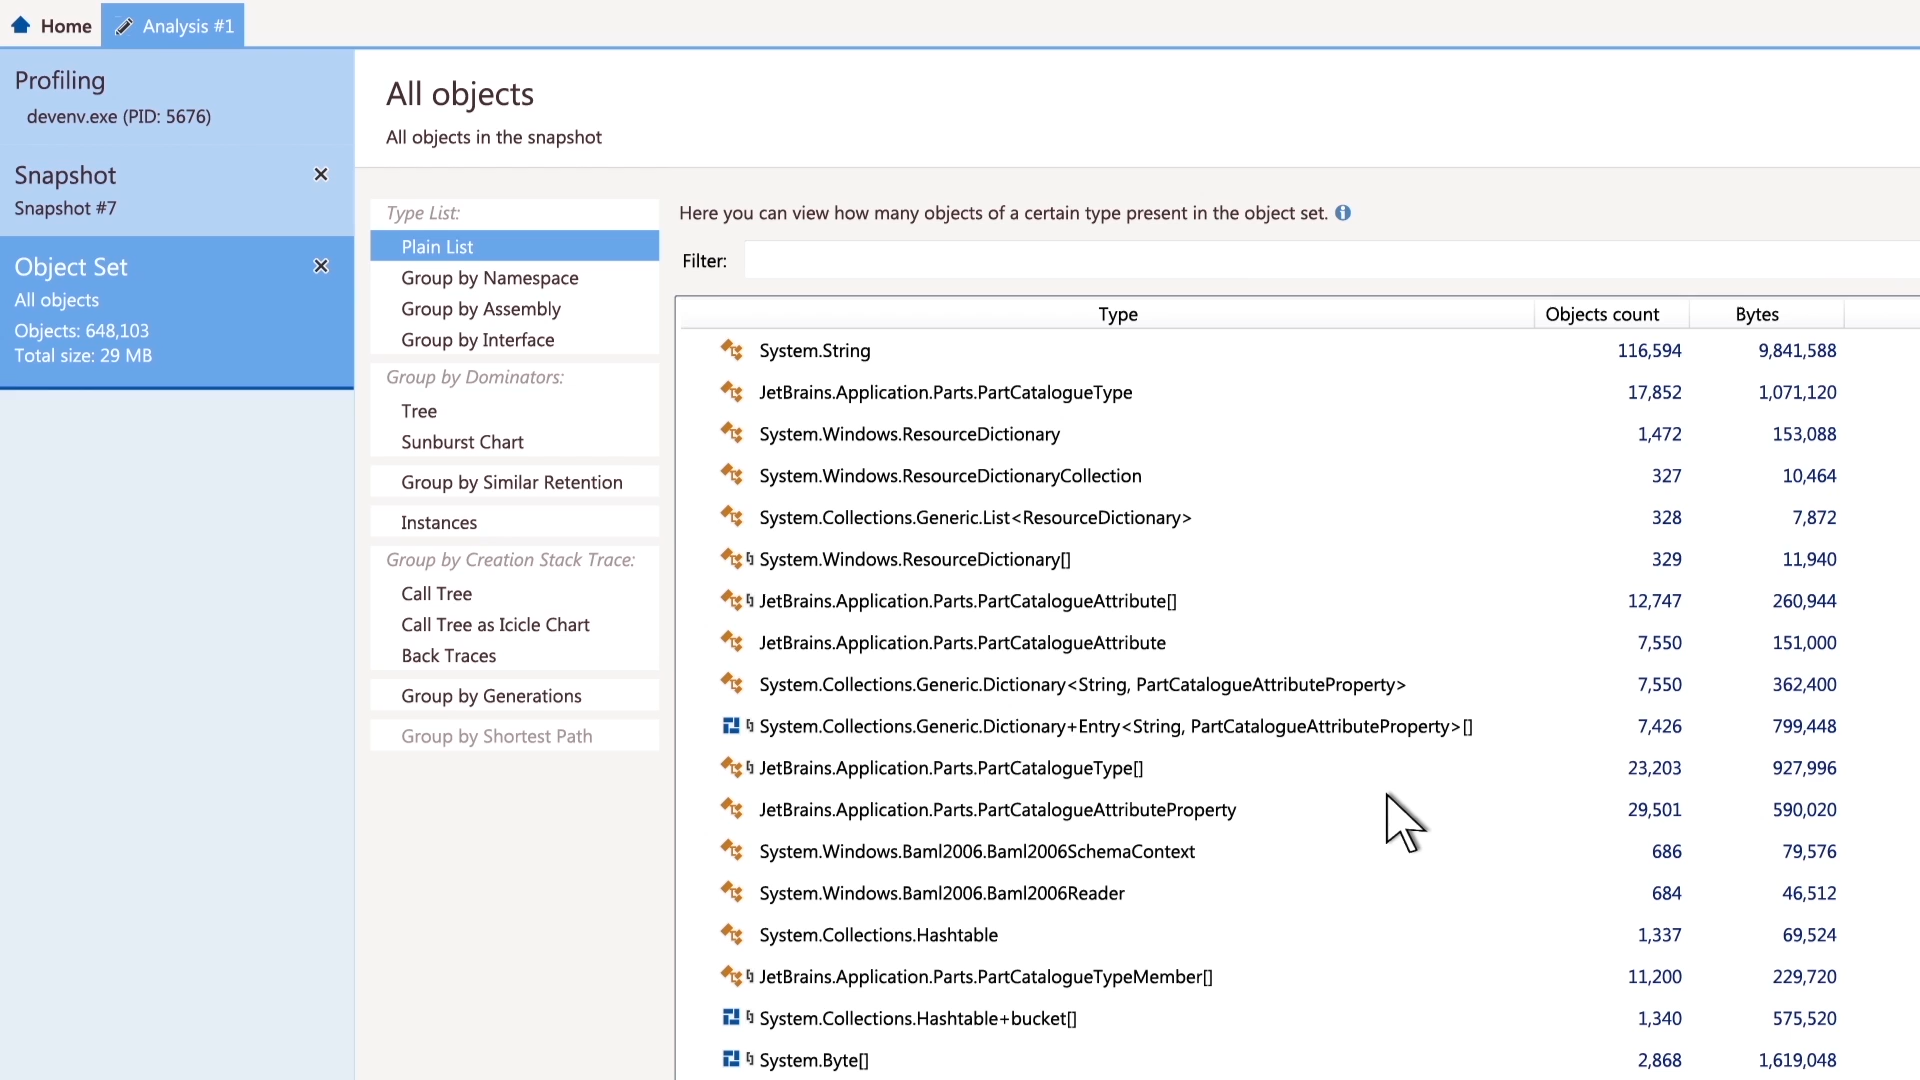 Home
Analysis #1
Profiling
devenv.exe (PID: 5676)
Snapshot
Snapshot #7
Object Set
All objects
Objects: 648,103
Total size: 29 MB
All objects
All objects in the snapshot
Type List:
Plain List
Group by Namespace
Group by Assembly
Group by Interface
Group by Dominators:
Tree
Sunburst Chart
Group by Similar Retention
Instances
Group by Creation Stack Trace:
Call Tree
Call Tree as Icicle Chart
Back Traces
Group by Generations
Group by Shortest Path
Here you can view how many objects of a certain type present in the object set.
Filter:
Type Objects count Bytes
System.String 116,594 9,841,588
JetBrains.Application.Parts.PartCatalogueType 17,852 1,071,120
System.Windows.ResourceDictionary 1,472 153,088
System.Windows.ResourceDictionaryCollection 327 10,464
System.Collections.Generic.List<ResourceDictionary> 328 7,872
System.Windows.ResourceDictionary[] 329 11,940
JetBrains.Application.Parts.PartCatalogueAttribute[] 12,747 260,944
JetBrains.Application.Parts.PartCatalogueAttribute 7,550 151,000
System.Collections.Generic.Dictionary<String, PartCatalogueAttributeProperty> 7,550 362,400
System.Collections.Generic.Dictionary+Entry<String, PartCatalogueAttributeProperty>[] 7,426 799,448
JetBrains.Application.Parts.PartCatalogueType[] 23,203 927,996
JetBrains.Application.Parts.PartCatalogueAttributeProperty 29,501 590,020
System.Windows.Baml2006.Baml2006SchemaContext 686 79,576
System.Windows.Baml2006.Baml2006Reader 684 46,512
System.Collections.Hashtable 1,337 69,524
JetBrains.Application.Parts.PartCatalogueTypeMember[] 11,200 229,720
System.Collections.Hashtable+bucket[] 1,340 575,520
System.Byte[] 2,868 1,619,048